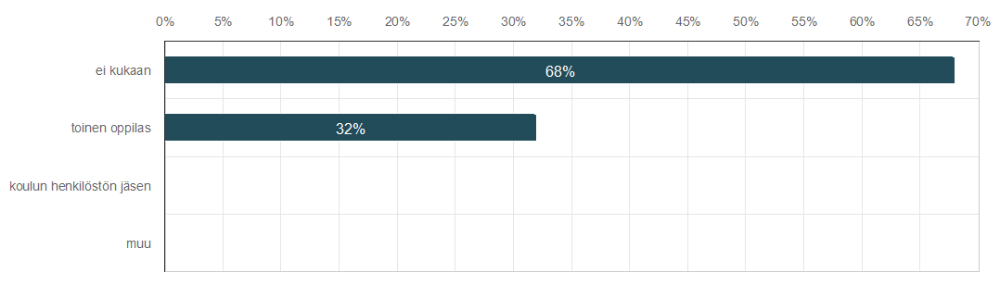 0% 5% 10% 15% 20% 25% 30% 35% 40% 45% 50% 55% 60% 65% 70%
ei kukaan 68%
toinen oppilas 32%
koulun henkilöstön jäsen
muu